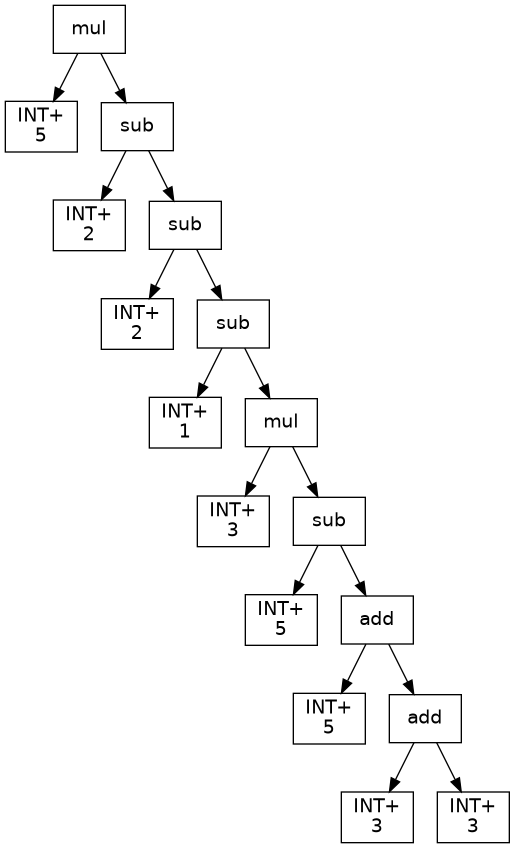 mul
INT+
5
sub
INT+
2
sub
INT+
2
sub
INT+
1
mul
INT+
3
sub
INT+
5
add
INT+
5
add
INT+
3
INT+
3